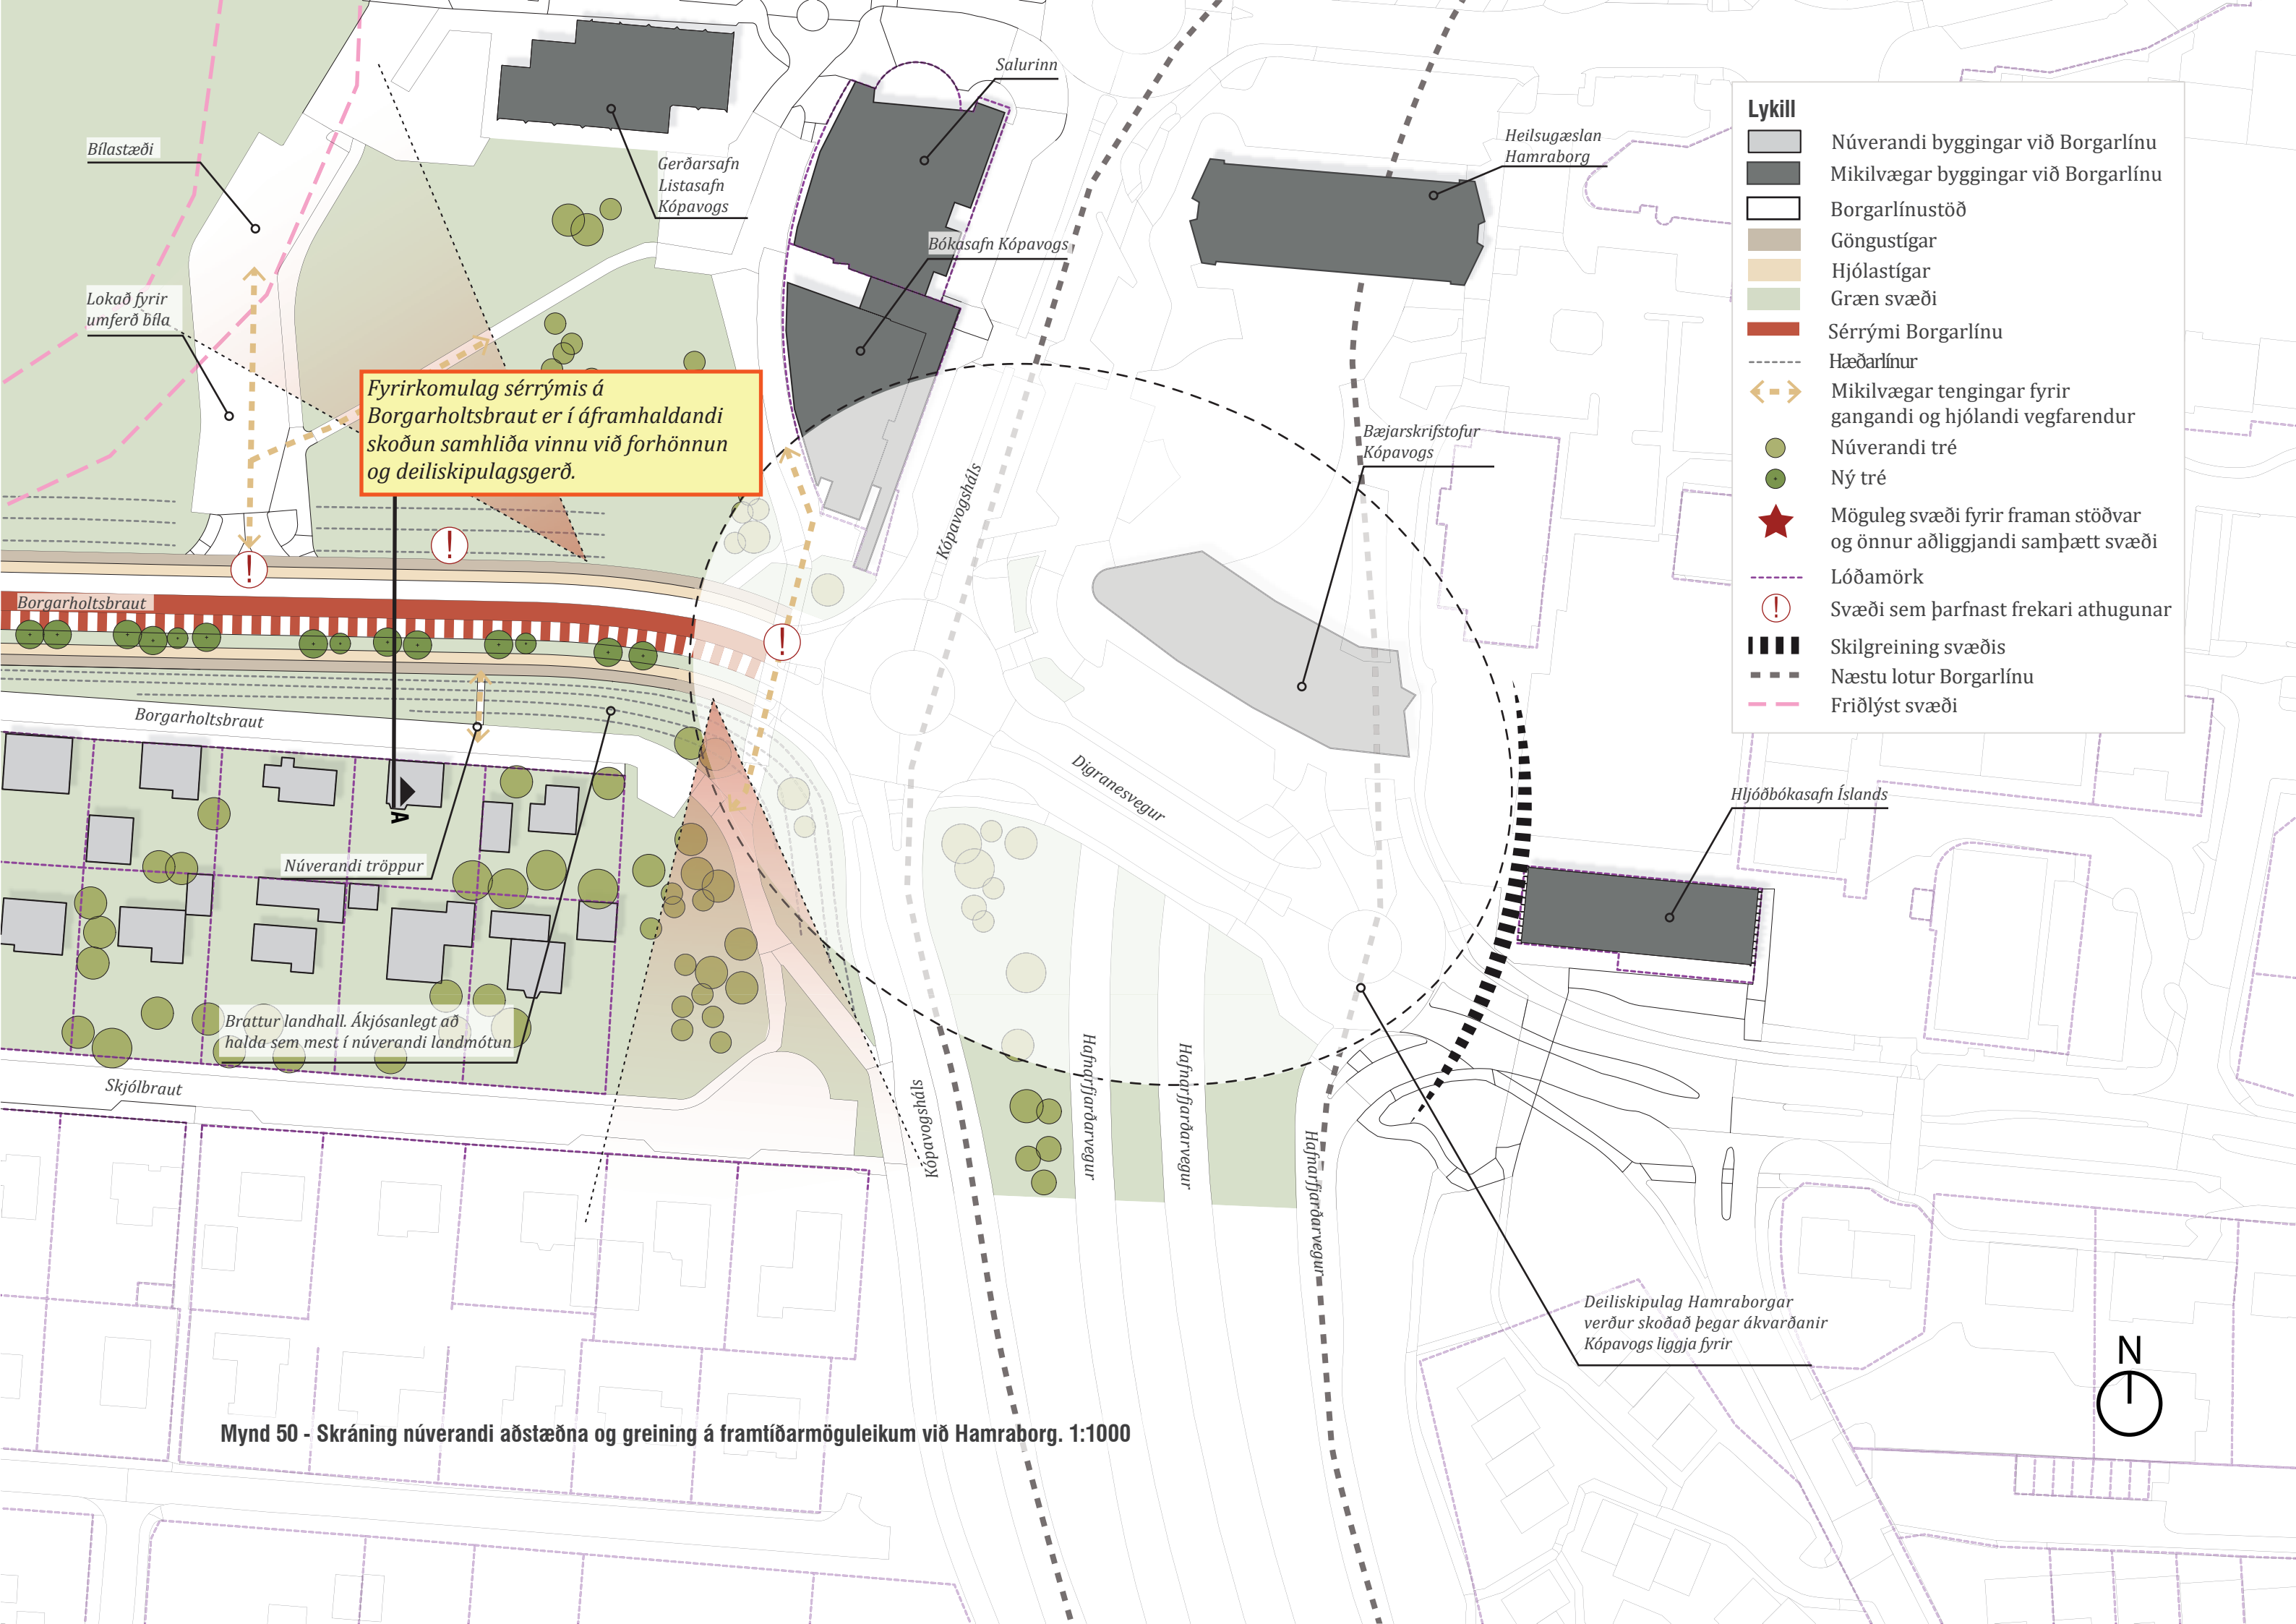 Salurinn
Bílastæði
Gerðarsafn
Listasafn
Kópavogs
Heilsugæslan
Hamraborg
Bókasafn Kópavogs
Lokað fyrir
umferð bíla
Fyrirkomulag sérrýmis á
Borgarholtsbraut er í áframhaldandi
skoðun samhliða vinnu við forhönnun
og deiliskipulagsgerð.
Bæjarskrifstofur
Kópavogs
Kópavogsháls
Borgarholtsbraut
Borgarholtsbraut
Digranesvegur
Hljóðbókasafn Íslands
A
Núverandi tröppur
Brattur landhall. Ákjósanlegt að
halda sem mest í núverandi landmótun
Skjólbraut
Kópavogsháls
Hafnarfjarðarvegur
Hafnarfjarðarvegur
Hafnarfjarðarvegur
Deiliskipulag Hamraborgar
verður skoðað þegar ákvarðanir
Kópavogs liggja fyrir
Lykill
Núverandi byggingar við Borgarlínu
Mikilvægar byggingar við Borgarlínu
Borgarlínustöð
Göngustígar
Hjólastígar
Græn svæði
Sérrými Borgarlínu
Hæðarlínur
Mikilvægar tengingar fyrir
gangandi og hjólandi vegfarendur
Núverandi tré
Ný tré
Möguleg svæði fyrir framan stöðvar
og önnur aðliggjandi samþætt svæði
Lóðamörk
! Svæði sem þarfnast frekari athugunar
Skilgreining svæðis
Næstu lotur Borgarlínu
Friðlýst svæði
!
!
!
N
Mynd 50 - Skráning núverandi aðstæðna og greining á framtíðarmöguleikum við Hamraborg. 1:1000